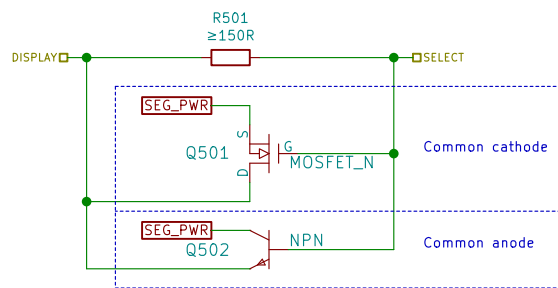 R501
≥150R
DISPLAY
SELECT
SEG_PWR
S
Q501
G
MOSFET_N
D
Common cathode
SEG_PWR
Q502
NPN
Common anode